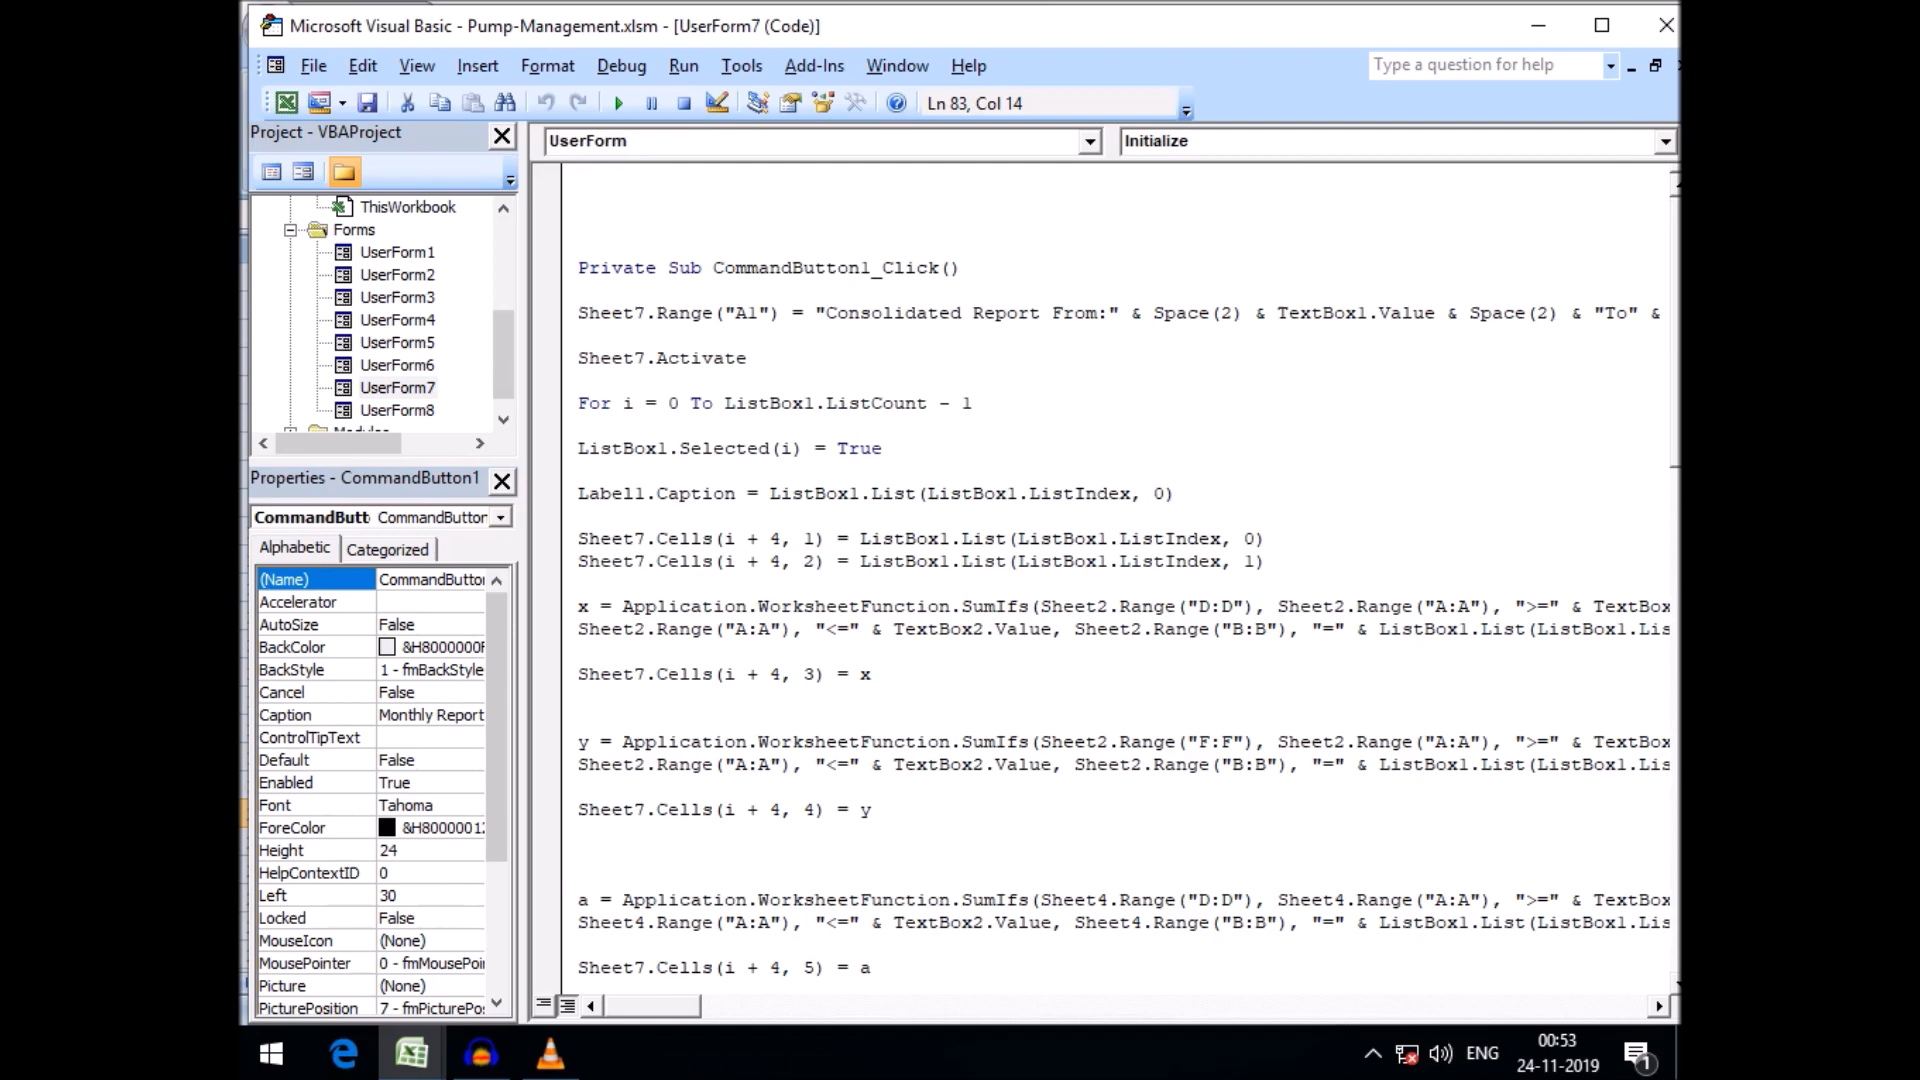 Microsoft Visual Basic - Pump-Management.xlsm - [UserForm7 (Code)]
File Edit View Insert Format Debug Run Tools Add-Ins Window Help
Type a question for help
Ln 83, Col 14
Project - VBAProject
UserForm
Initialize
ThisWorkbook
Forms
UserForm1
UserForm2
UserForm3
UserForm4
UserForm5
UserForm6
UserForm7
UserForm8
Properties - CommandButton1
CommandButt CommandButton
Alphabetic Categorized
(Name) CommandButto
Accelerator
AutoSize False
BackColor &H8000000F
BackStyle 1 - fmBackStyle
Cancel False
Caption Monthly Report
ControlTipText
Default False
Enabled True
Font Tahoma
ForeColor &H8000001
Height 24
HelpContextID 0
Left 30
Locked False
MouseIcon (None)
MousePointer 0 - fmMousePoi
Picture (None)
PicturePosition 7 - fmPicturePo
Private Sub CommandButton1_Click()
Sheet7.Range("A1") = "Consolidated Report From:" & Space(2) & TextBox1.Value & Space(2) & "To" &
Sheet7.Activate
For i = 0 To ListBox1.ListCount - 1
ListBox1.Selected(i) = True
Label1.Caption = ListBox1.List(ListBox1.ListIndex, 0)
Sheet7.Cells(i + 4, 1) = ListBox1.List(ListBox1.ListIndex, 0)
Sheet7.Cells(i + 4, 2) = ListBox1.List(ListBox1.ListIndex, 1)
x = Application.WorksheetFunction.SumIfs(Sheet2.Range("D:D"), Sheet2.Range("A:A"), ">=" & TextBox
Sheet2.Range("A:A"), "<=" & TextBox2.Value, Sheet2.Range("B:B"), "=" & ListBox1.List(ListBox1.Lis
Sheet7.Cells(i + 4, 3) = x
y = Application.WorksheetFunction.SumIfs(Sheet2.Range("F:F"), Sheet2.Range("A:A"), ">=" & TextBox
Sheet2.Range("A:A"), "<=" & TextBox2.Value, Sheet2.Range("B:B"), "=" & ListBox1.List(ListBox1.Lis
Sheet7.Cells(i + 4, 4) = y
a = Application.WorksheetFunction.SumIfs(Sheet4.Range("D:D"), Sheet4.Range("A:A"), ">=" & TextBox
Sheet4.Range("A:A"), "<=" & TextBox2.Value, Sheet4.Range("B:B"), "=" & ListBox1.List(ListBox1.Lis
Sheet7.Cells(i + 4, 5) = a
ENG
00:53
24-11-2019
1